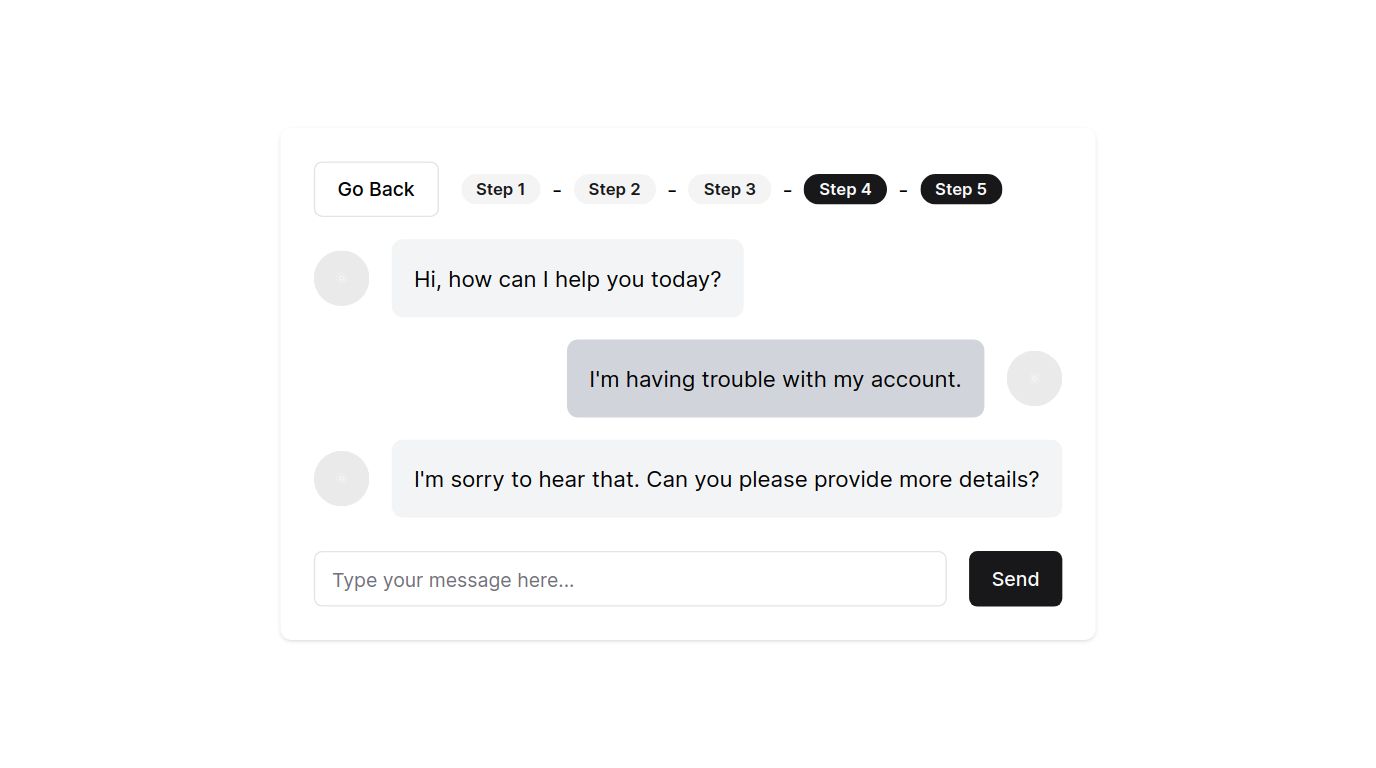 Go Back Step 1 - Step 2 - Step 3 - Step 4 - Step 5
Hi, how can I help you today?
I'm having trouble with my account.
I'm sorry to hear that. Can you please provide more details?
Type your message here... Send